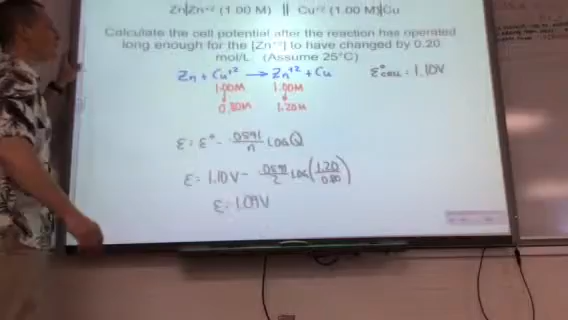 Zn|Zn⁺² (1.00 M) || Cu⁺² (1.00 M)|Cu
Calculate the cell potential after the reaction has operated
long enough for the [Zn⁺²] to have changed by 0.20
mol/L. (Assume 25°C)
Zn + Cu⁺² → Zn⁺² + Cu
ε°cell = 1.10V
1.00M 1.00M
0.80M 1.20M
ε = ε° - .0591/n LOG Q
ε = 1.10V - .0591/2 LOG (1.20/0.80)
ε = 1.09V